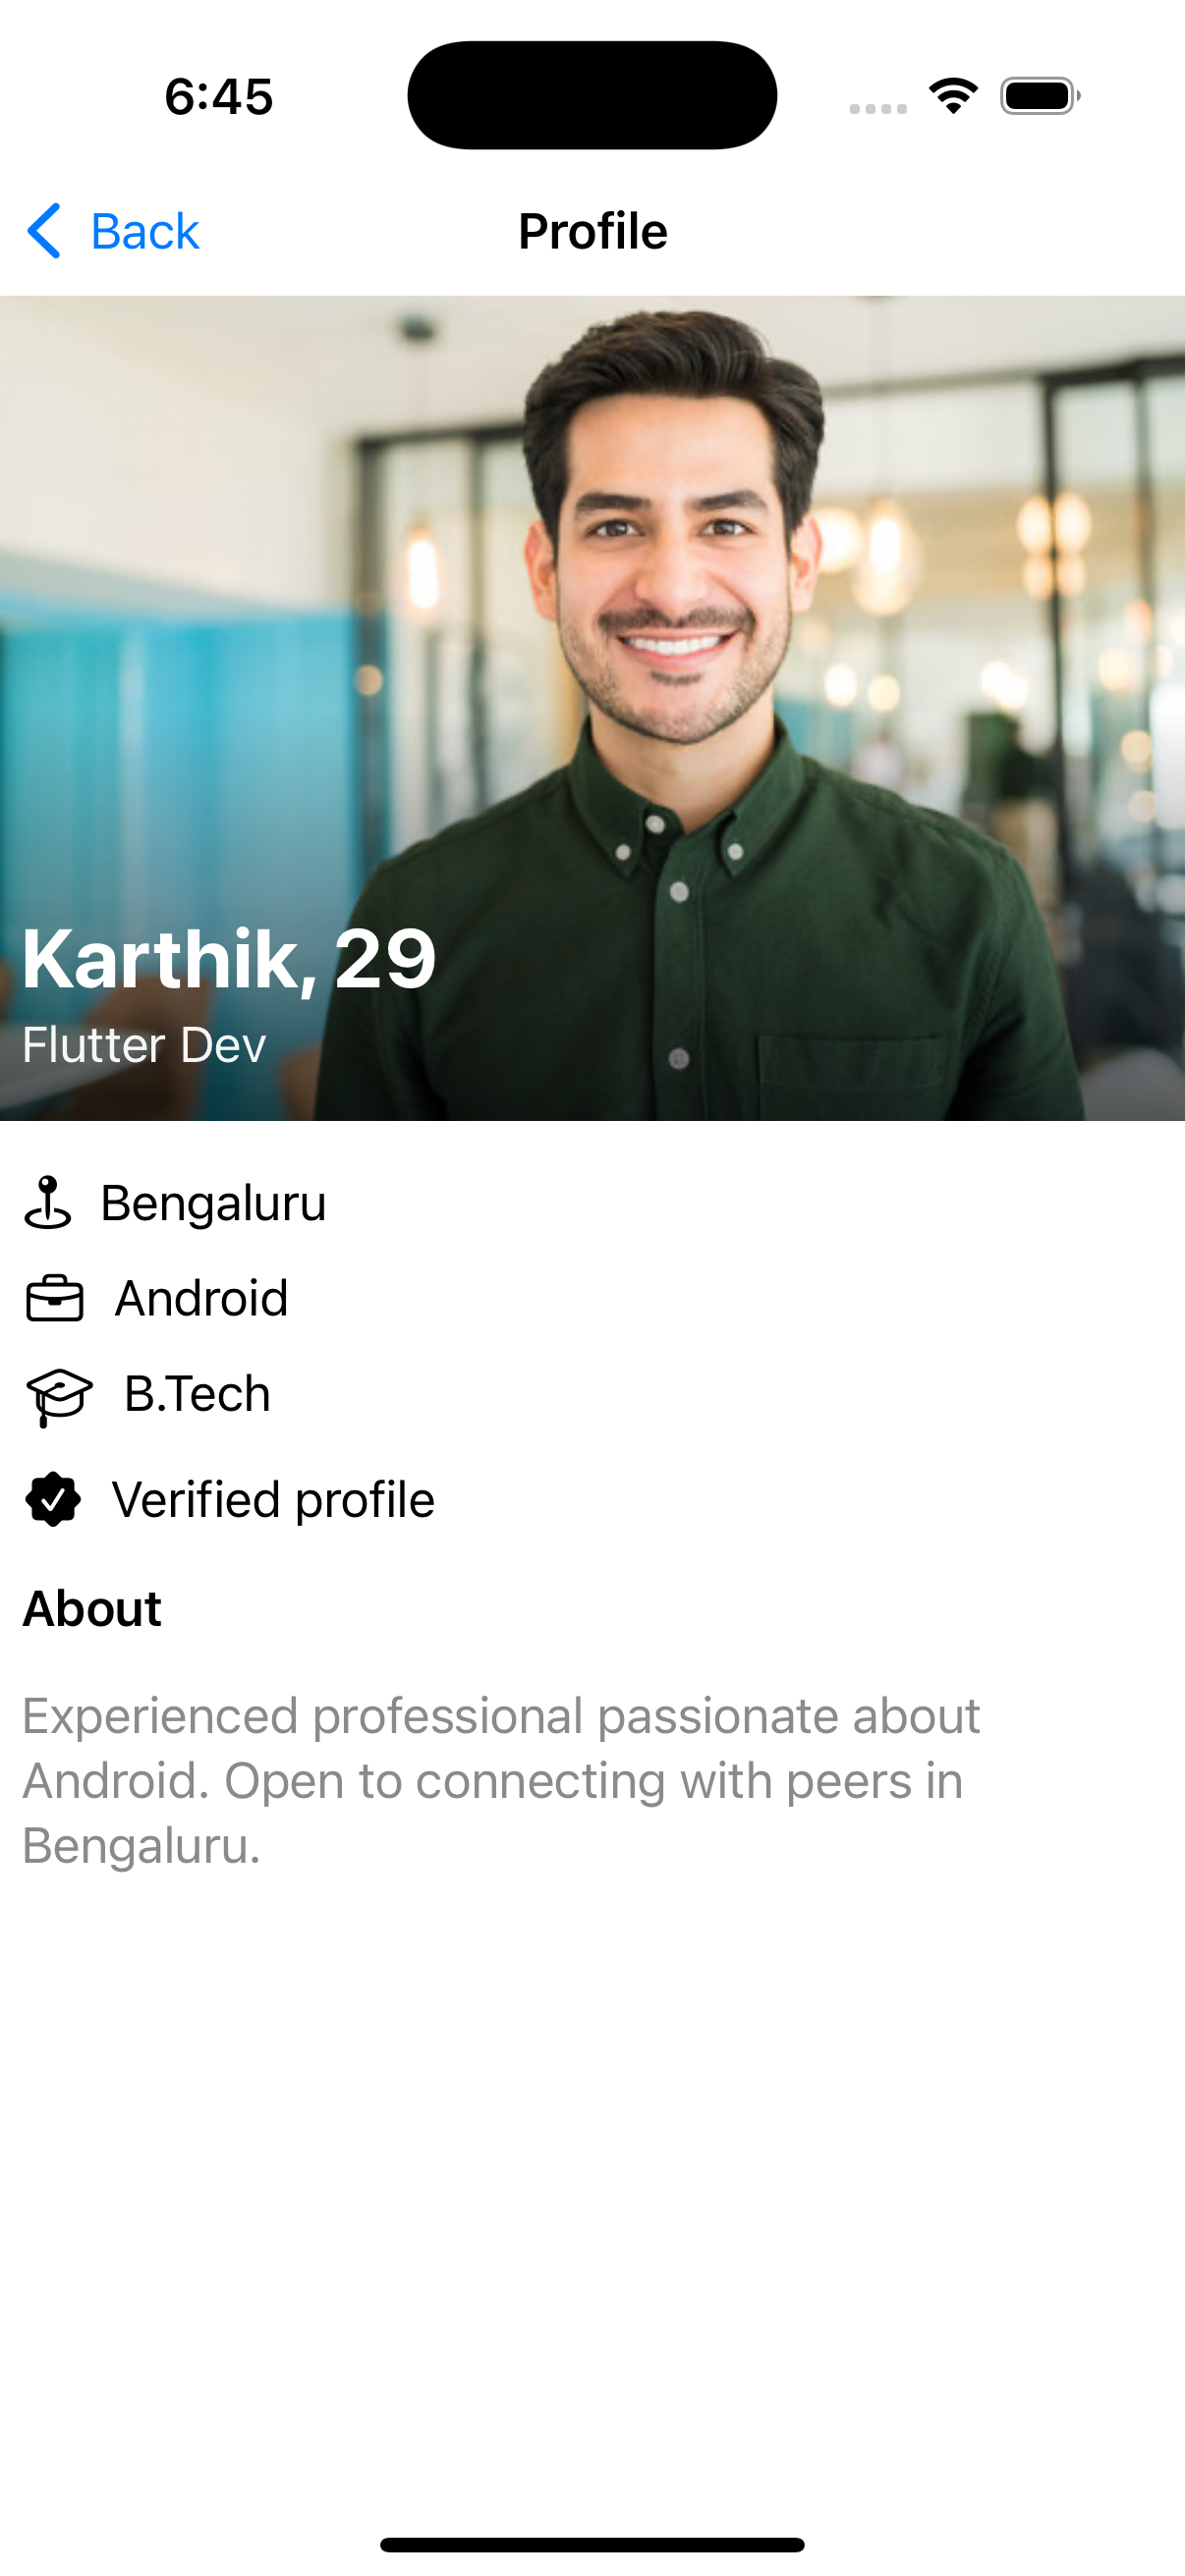 6:45
Back
Profile
Karthik, 29
Flutter Dev
Bengaluru
Android
B.Tech
Verified profile
About
Experienced professional passionate about
Android. Open to connecting with peers in
Bengaluru.